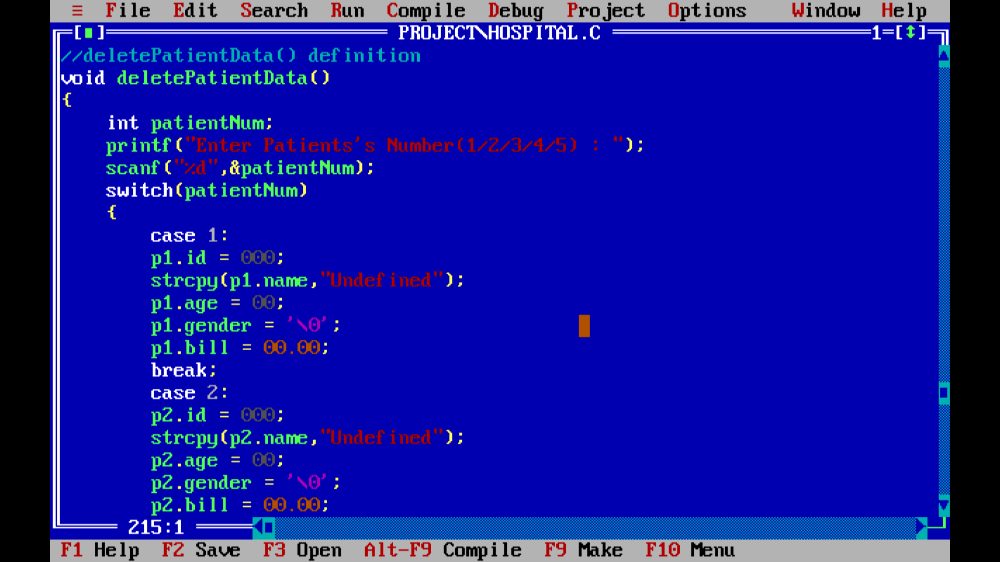 ≡ File Edit Search Run Compile Debug Project Options Window Help
[■] PROJECT\HOSPITAL.C 1=[↕]
//deletePatientData() definition
void deletePatientData()
{
int patientNum;
printf("Enter Patients's Number(1/2/3/4/5) : ");
scanf("%d",&patientNum);
switch(patientNum)
{
case 1:
p1.id = 000;
strcpy(p1.name,"Undefined");
p1.age = 00;
p1.gender = '\0';
p1.bill = 00.00;
break;
case 2:
p2.id = 000;
strcpy(p2.name,"Undefined");
p2.age = 00;
p2.gender = '\0';
p2.bill = 00.00;
215:1
F1 Help F2 Save F3 Open Alt-F9 Compile F9 Make F10 Menu